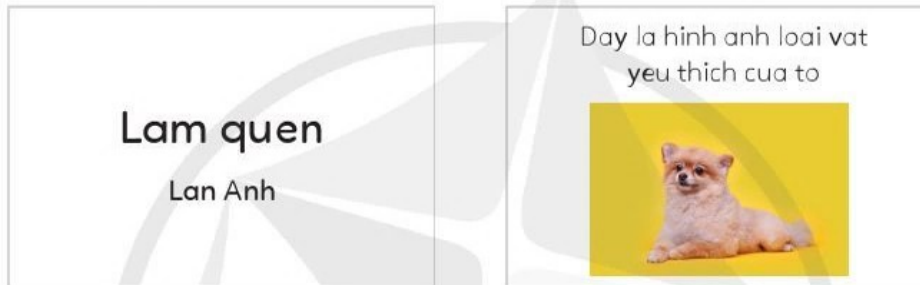 Lam quen
Lan Anh
Day la hinh anh loai vat
yeu thich cua to